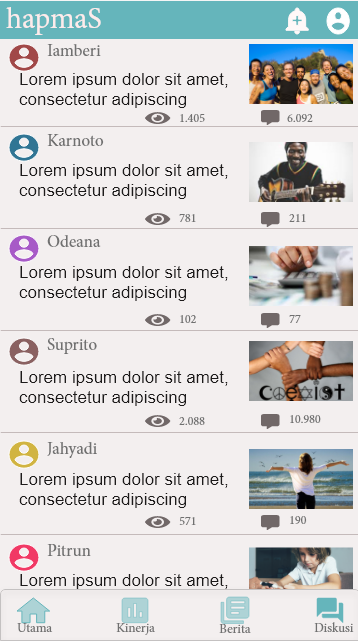 hapmaS
Iamberi
Lorem ipsum dolor sit amet,
consectetur adipiscing
1.405 6.092
Karnoto
Lorem ipsum dolor sit amet,
consectetur adipiscing
781 211
Odeana
Lorem ipsum dolor sit amet,
consectetur adipiscing
102 77
Suprito
Lorem ipsum dolor sit amet,
consectetur adipiscing
COEXIST
2.088 10.980
Jahyadi
Lorem ipsum dolor sit amet,
consectetur adipiscing
571 190
Pitrun
Lorem ipsum dolor sit amet,
Utama Kinerja Berita Diskusi